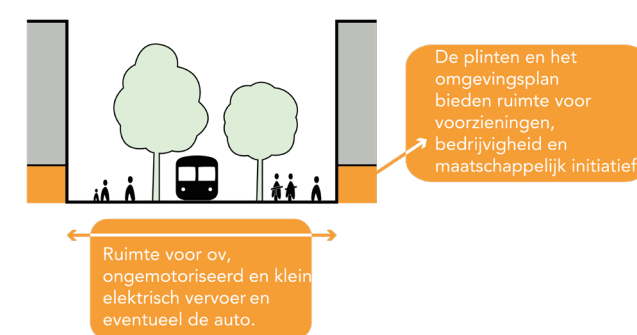 De plinten en het
omgevingsplan
bieden ruimte voor
voorzieningen,
bedrijvigheid en
maatschappelijk initiatief
Ruimte voor ov,
ongemotoriseerd en klein
elektrisch vervoer en
eventueel de auto.